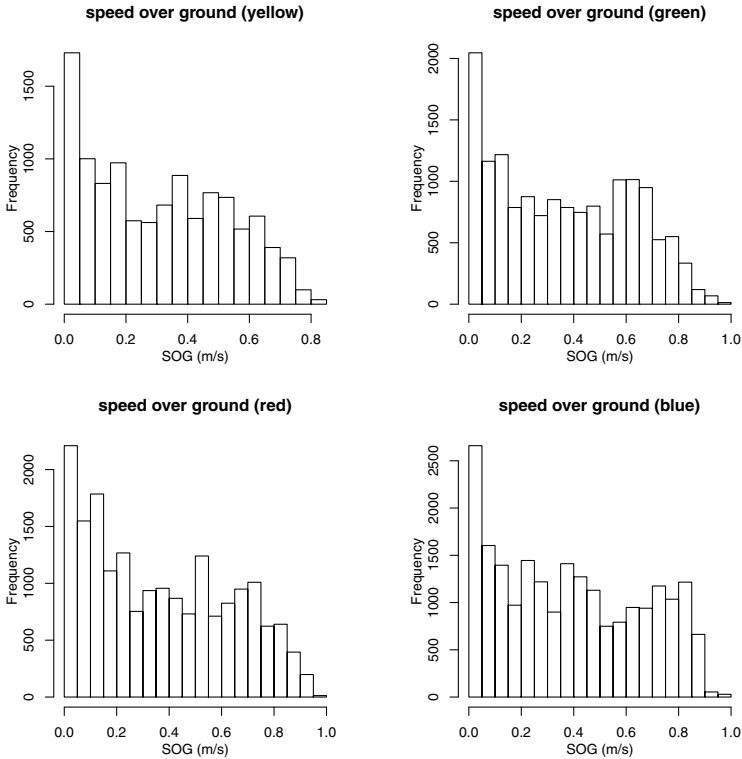 speed over ground (yellow)
Frequency
0 500 1000 1500
0.0 0.2 0.4 0.6 0.8
SOG (m/s)
speed over ground (green)
Frequency
0 500 1000 1500 2000
0.0 0.2 0.4 0.6 0.8 1.0
SOG (m/s)
speed over ground (red)
Frequency
0 500 1000 1500 2000
0.0 0.2 0.4 0.6 0.8 1.0
SOG (m/s)
speed over ground (blue)
Frequency
0 500 1000 1500 2000 2500
0.0 0.2 0.4 0.6 0.8 1.0
SOG (m/s)